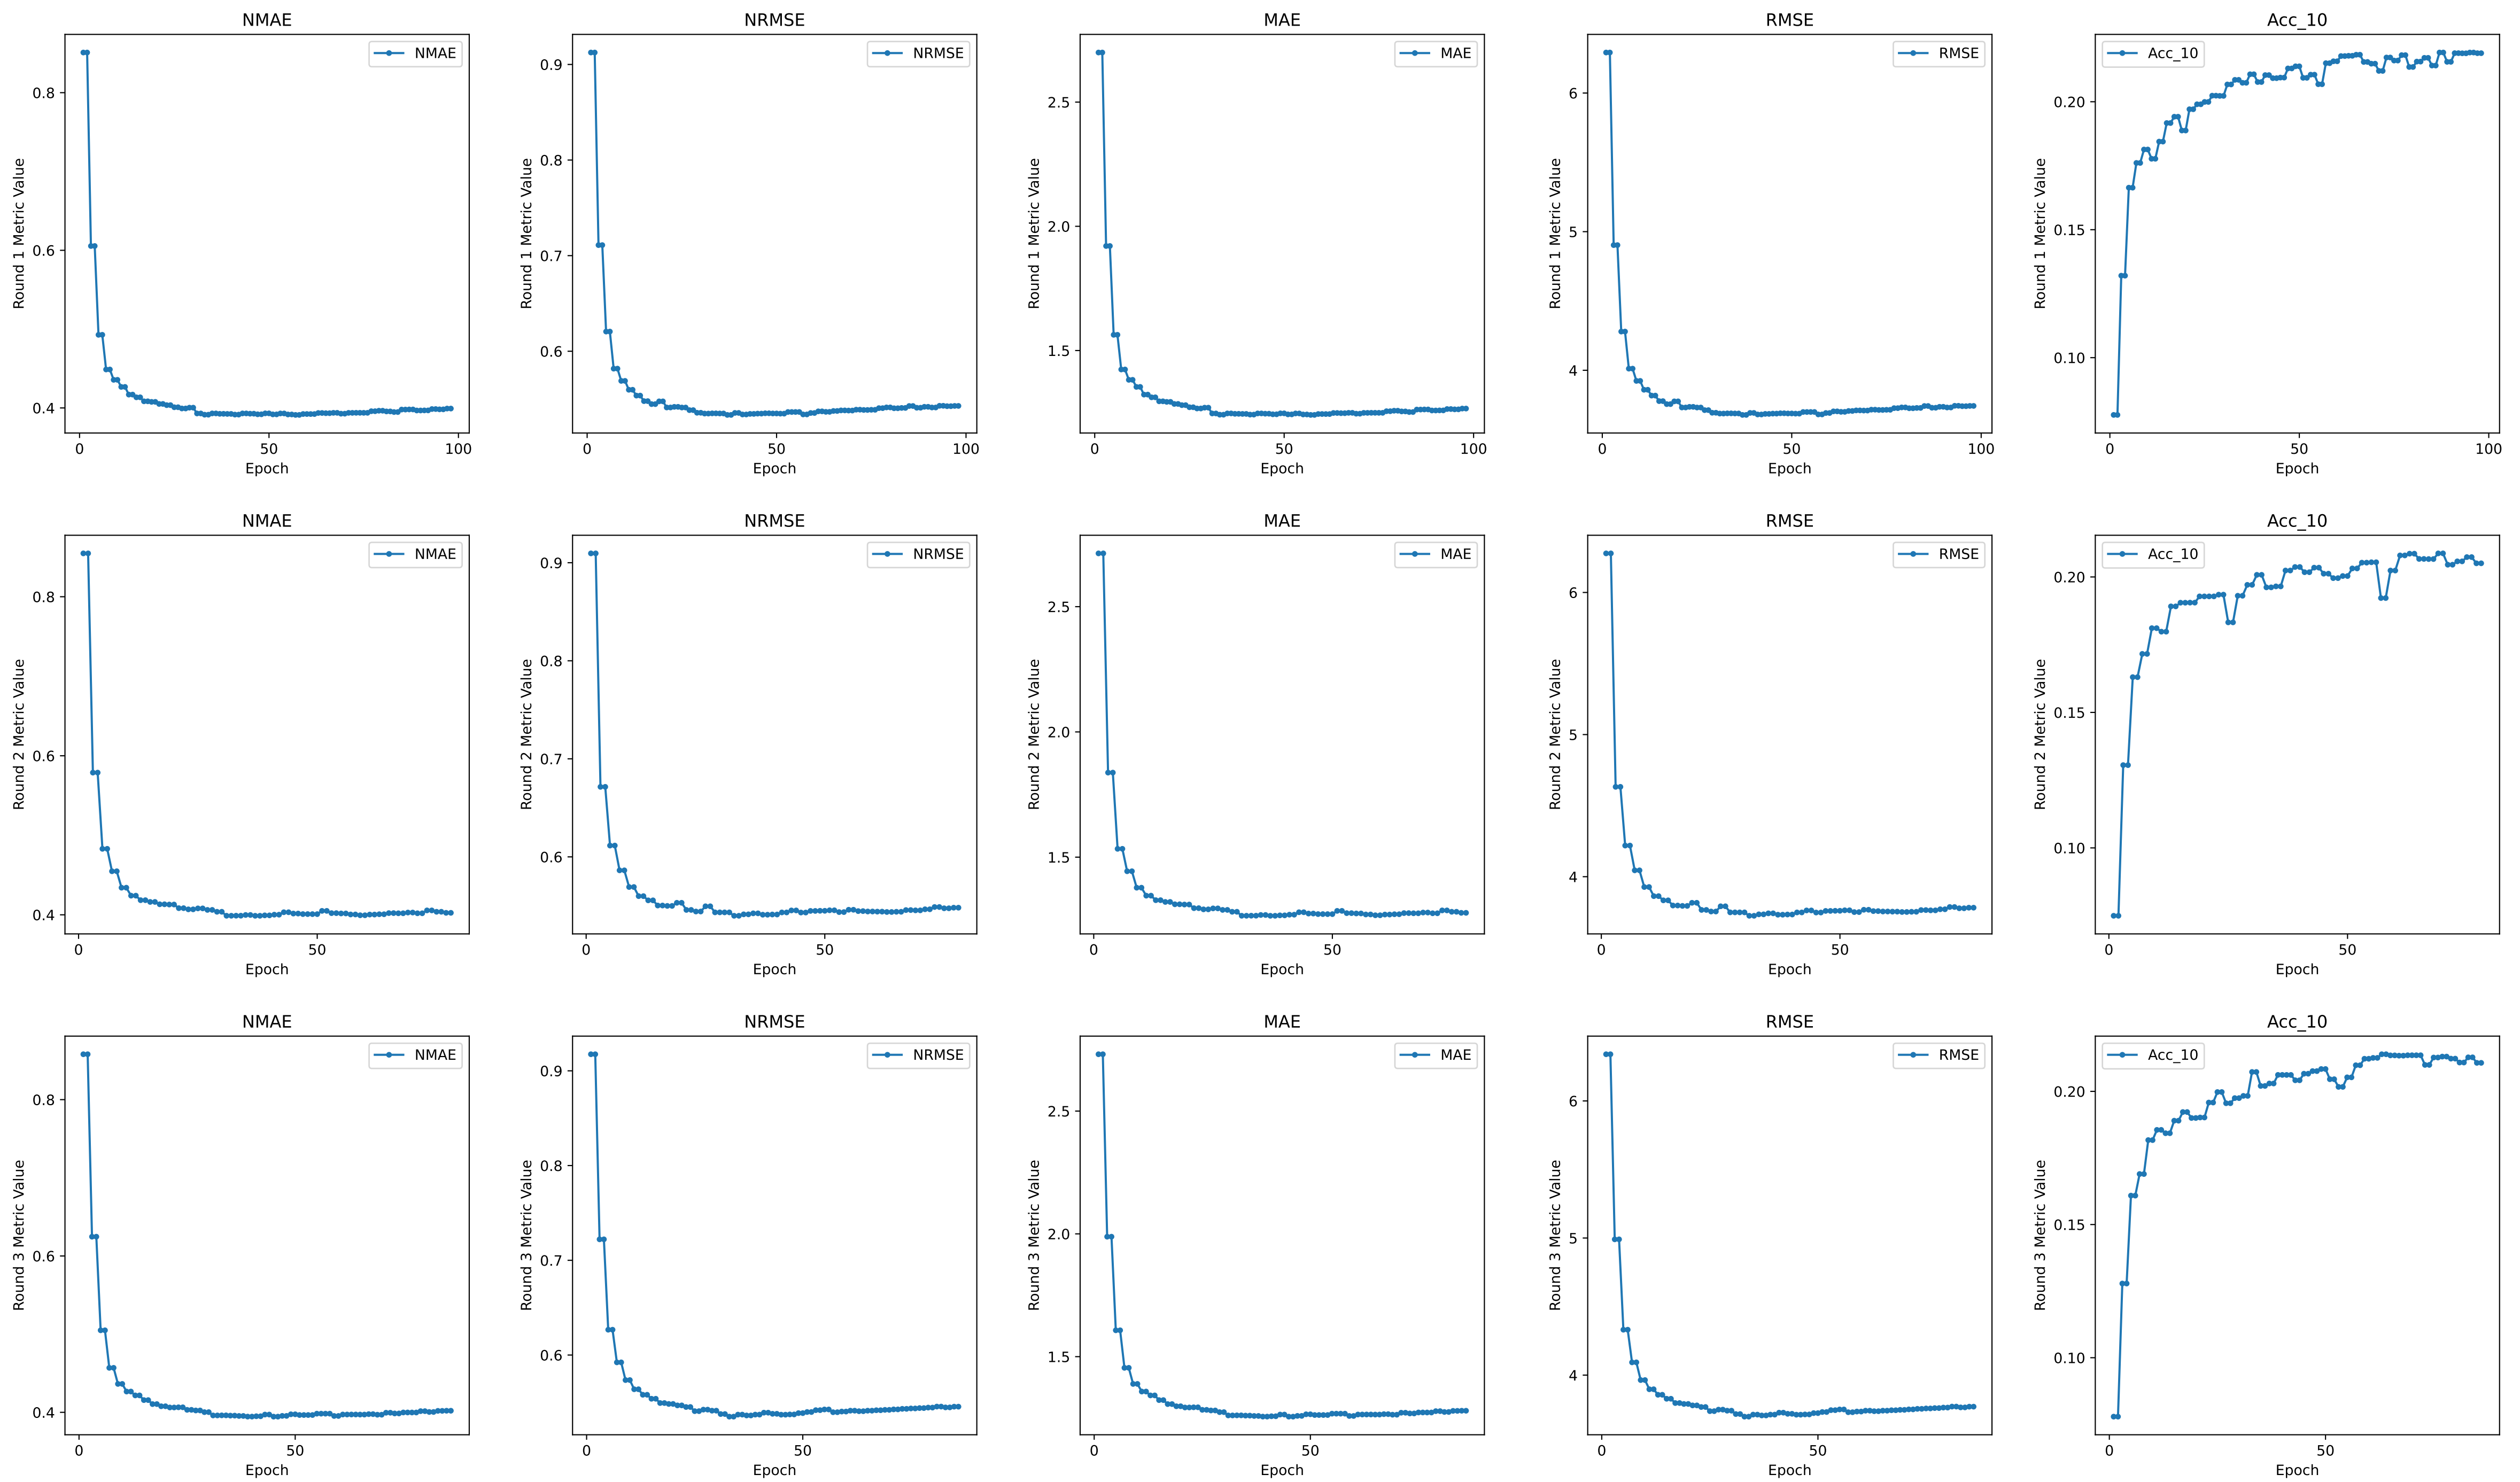 NMAE
NRMSE
MAE
RMSE
Acc_10
Round 1 Metric Value
0.8
0.6
0.4
NMAE
0 50 100
Epoch
Round 1 Metric Value
0.9
0.8
0.7
0.6
NRMSE
0 50 100
Epoch
Round 1 Metric Value
2.5
2.0
1.5
MAE
0 50 100
Epoch
Round 1 Metric Value
6
5
4
RMSE
0 50 100
Epoch
Round 1 Metric Value
0.20
0.15
0.10
Acc_10
0 50 100
Epoch
NMAE
NRMSE
MAE
RMSE
Acc_10
Round 2 Metric Value
0.8
0.6
0.4
NMAE
0 50
Epoch
Round 2 Metric Value
0.9
0.8
0.7
0.6
NRMSE
0 50
Epoch
Round 2 Metric Value
2.5
2.0
1.5
MAE
0 50
Epoch
Round 2 Metric Value
6
5
4
RMSE
0 50
Epoch
Round 2 Metric Value
0.20
0.15
0.10
Acc_10
0 50
Epoch
NMAE
NRMSE
MAE
RMSE
Acc_10
Round 3 Metric Value
0.8
0.6
0.4
NMAE
0 50
Epoch
Round 3 Metric Value
0.9
0.8
0.7
0.6
NRMSE
0 50
Epoch
Round 3 Metric Value
2.5
2.0
1.5
MAE
0 50
Epoch
Round 3 Metric Value
6
5
4
RMSE
0 50
Epoch
Round 3 Metric Value
0.20
0.15
0.10
Acc_10
0 50
Epoch